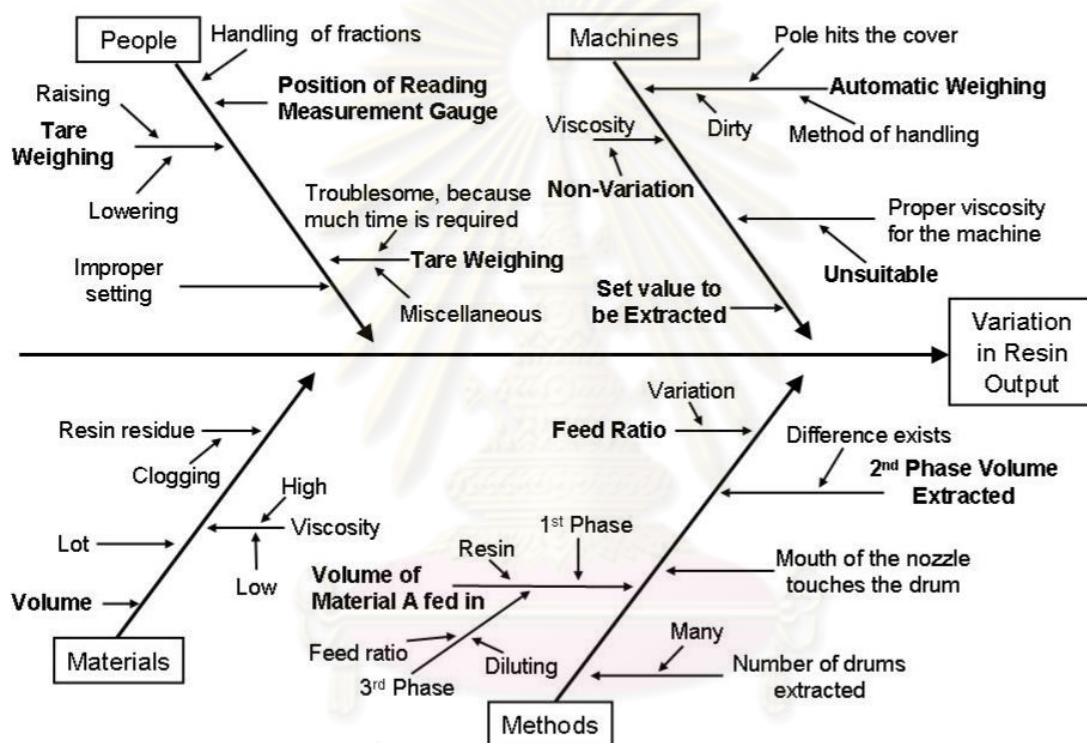 People
Handling of fractions
Position of Reading
Measurement Gauge
Raising
Tare
Weighing
Lowering
Troublesome, because
much time is required
Tare Weighing
Miscellaneous
Improper
setting
Machines
Pole hits the cover
Automatic Weighing
Dirty
Method of handling
Viscosity
Non-Variation
Proper viscosity
for the machine
Unsuitable
Set value to
be Extracted
Variation
in Resin
Output
Resin residue
Clogging
High
Viscosity
Low
Lot
Volume
Materials
Variation
Feed Ratio
Difference exists
2nd Phase Volume
Extracted
1st Phase
Resin
Volume of
Material A fed in
Feed ratio
Diluting
3rd Phase
Mouth of the nozzle
touches the drum
Many
Number of drums
extracted
Methods